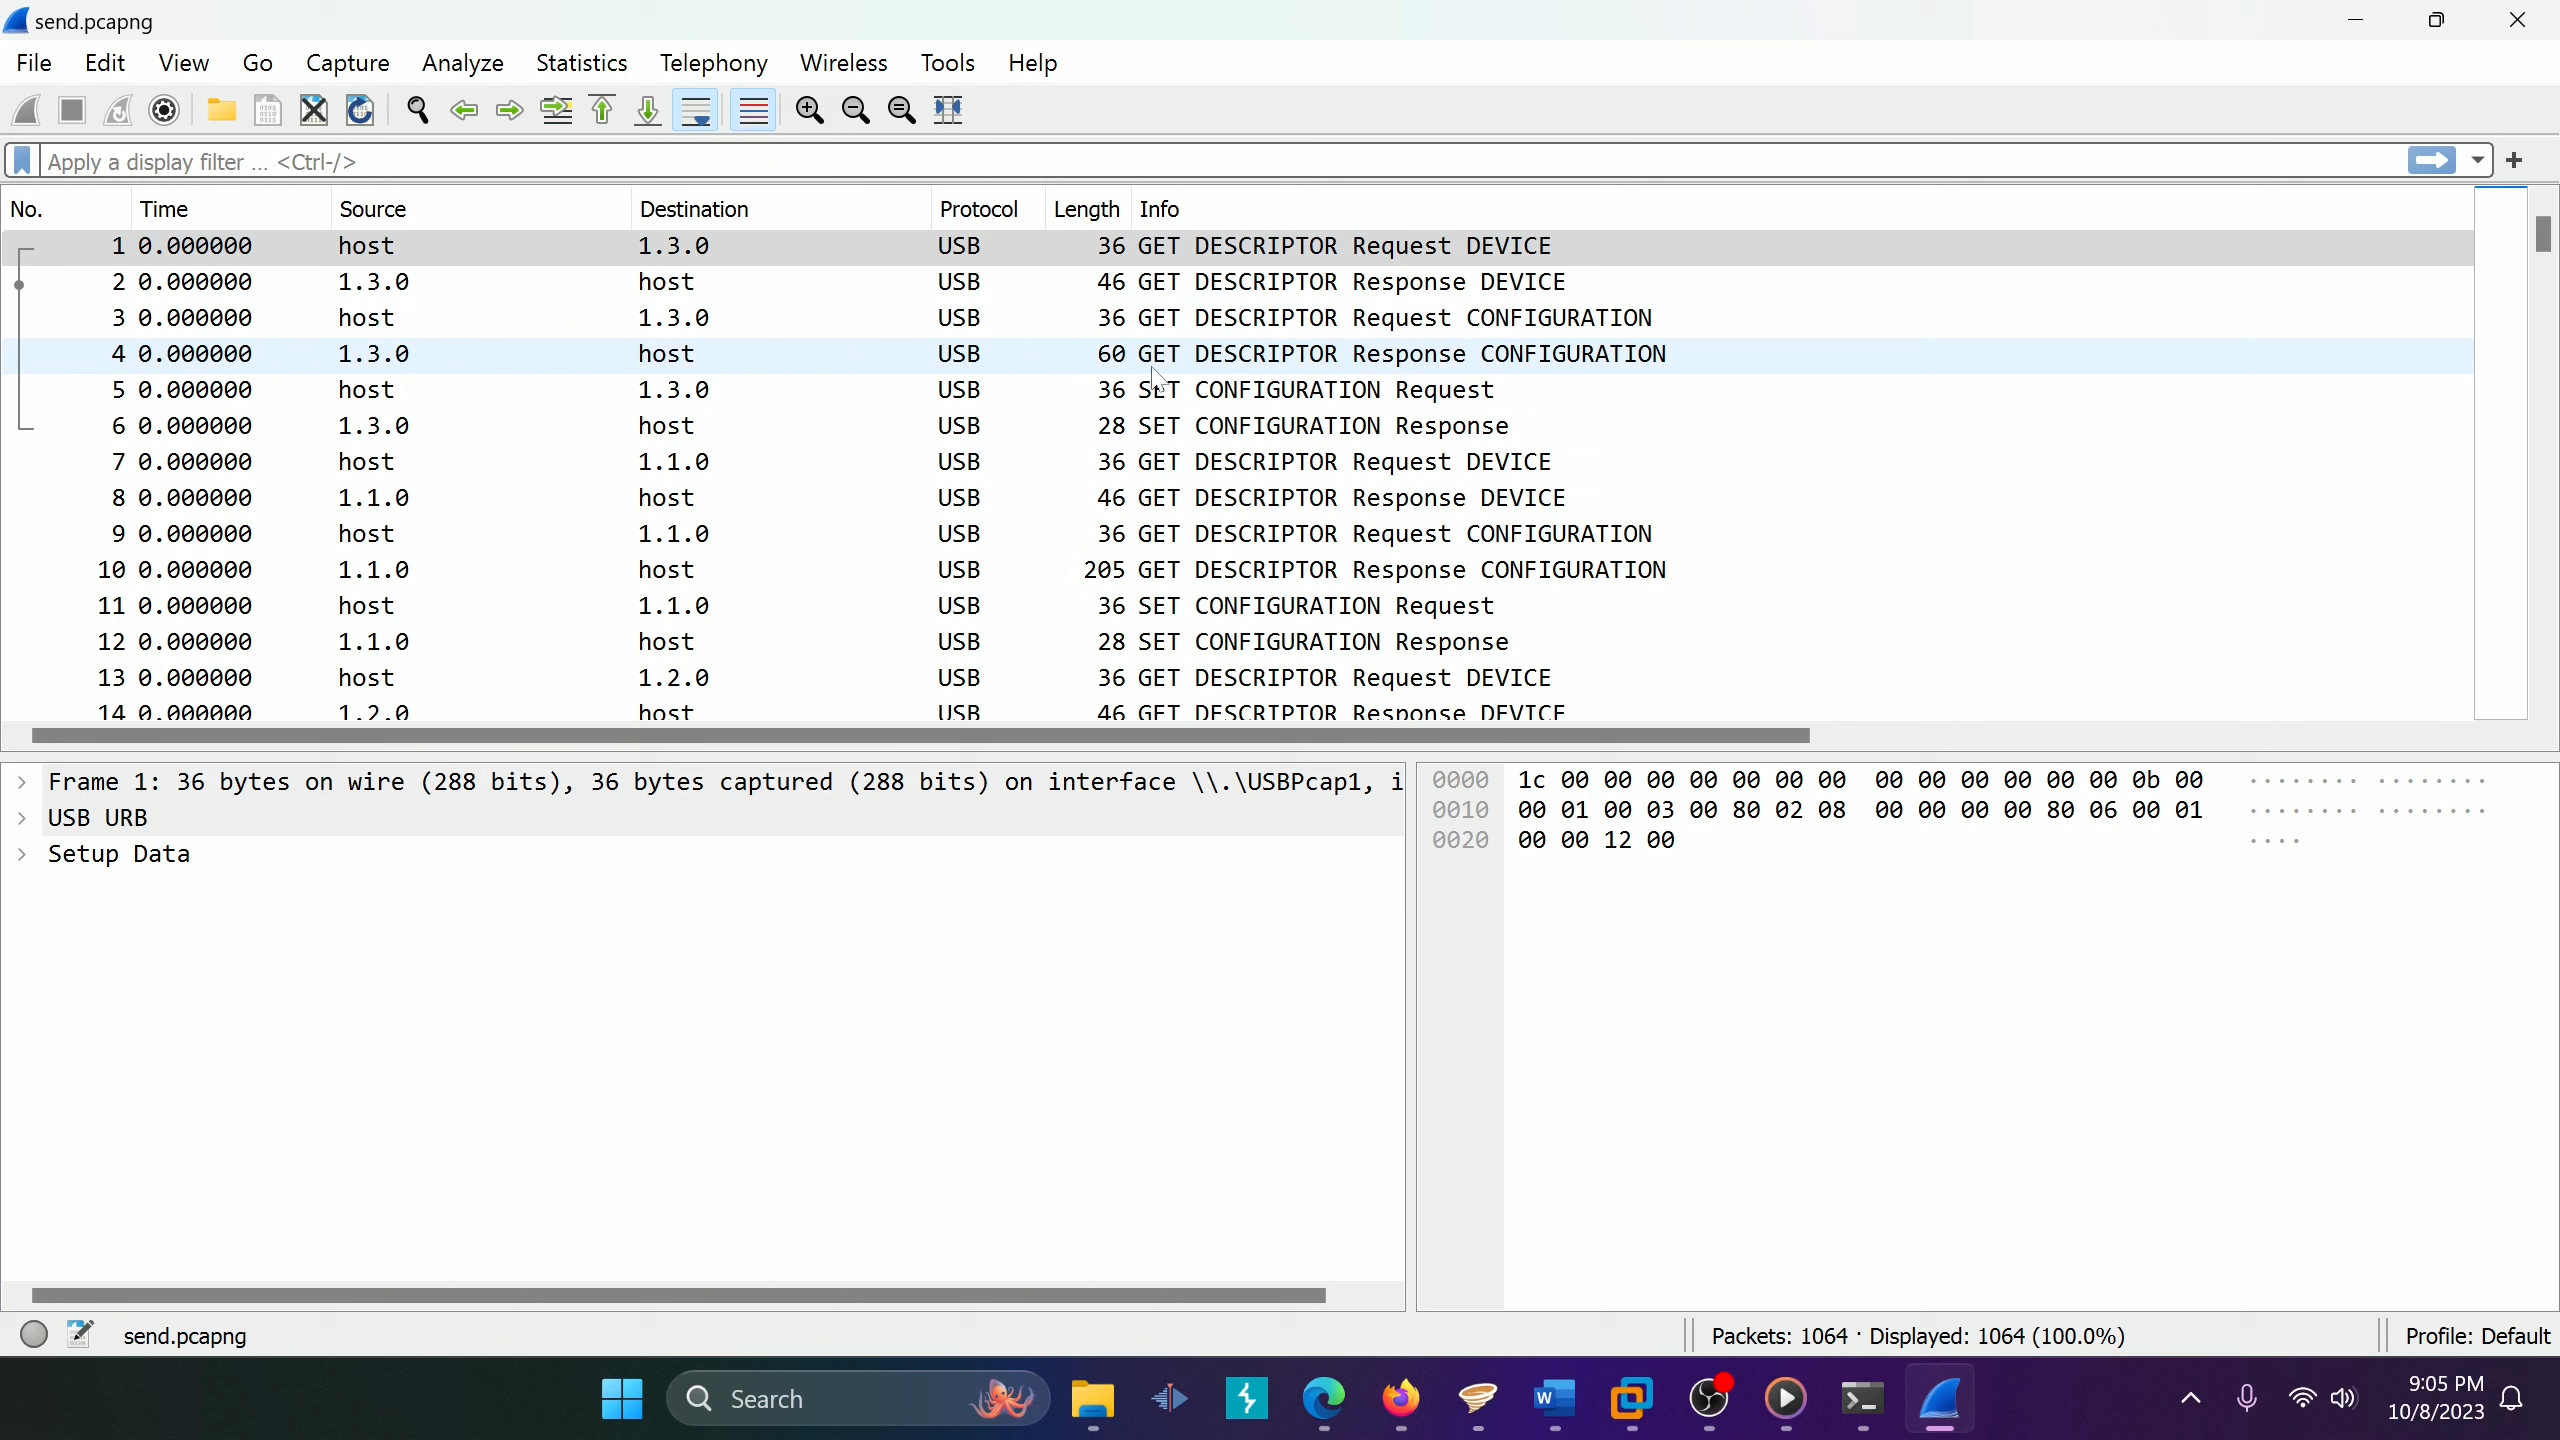 send.pcapng
File Edit View Go Capture Analyze Statistics Telephony Wireless Tools Help
Apply a display filter ... <Ctrl-/>
No. Time Source Destination Protocol Length Info
1 0.000000 host 1.3.0 USB 36 GET DESCRIPTOR Request DEVICE
2 0.000000 1.3.0 host USB 46 GET DESCRIPTOR Response DEVICE
3 0.000000 host 1.3.0 USB 36 GET DESCRIPTOR Request CONFIGURATION
4 0.000000 1.3.0 host USB 60 GET DESCRIPTOR Response CONFIGURATION
5 0.000000 host 1.3.0 USB 36 SET CONFIGURATION Request
6 0.000000 1.3.0 host USB 28 SET CONFIGURATION Response
7 0.000000 host 1.1.0 USB 36 GET DESCRIPTOR Request DEVICE
8 0.000000 1.1.0 host USB 46 GET DESCRIPTOR Response DEVICE
9 0.000000 host 1.1.0 USB 36 GET DESCRIPTOR Request CONFIGURATION
10 0.000000 1.1.0 host USB 205 GET DESCRIPTOR Response CONFIGURATION
11 0.000000 host 1.1.0 USB 36 SET CONFIGURATION Request
12 0.000000 1.1.0 host USB 28 SET CONFIGURATION Response
13 0.000000 host 1.2.0 USB 36 GET DESCRIPTOR Request DEVICE
14 0.000000 1.2.0 host USB 46 GET DESCRIPTOR Response DEVICE
Frame 1: 36 bytes on wire (288 bits), 36 bytes captured (288 bits) on interface \\.\USBPcap1, i
USB URB
Setup Data
0000 1c 00 00 00 00 00 00 00 00 00 00 00 00 00 0b 00 ········ ········
0010 00 01 00 03 00 80 02 08 00 00 00 00 80 06 00 01 ········ ········
0020 00 00 12 00 ····
send.pcapng
Packets: 1064 · Displayed: 1064 (100.0%)
Profile: Default
Search
9:05 PM
10/8/2023